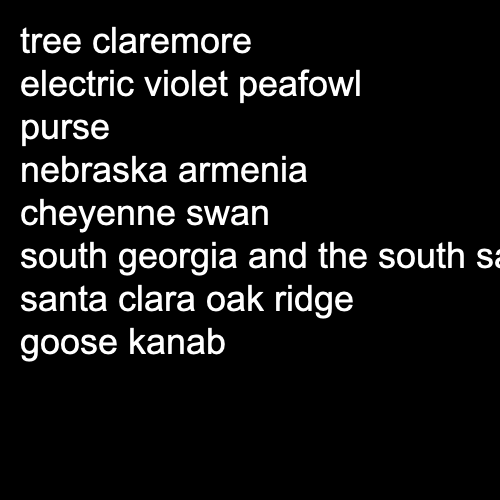 tree claremore
electric violet peafowl
purse
nebraska armenia
cheyenne swan
south georgia and the south
santa clara oak ridge
goose kanab